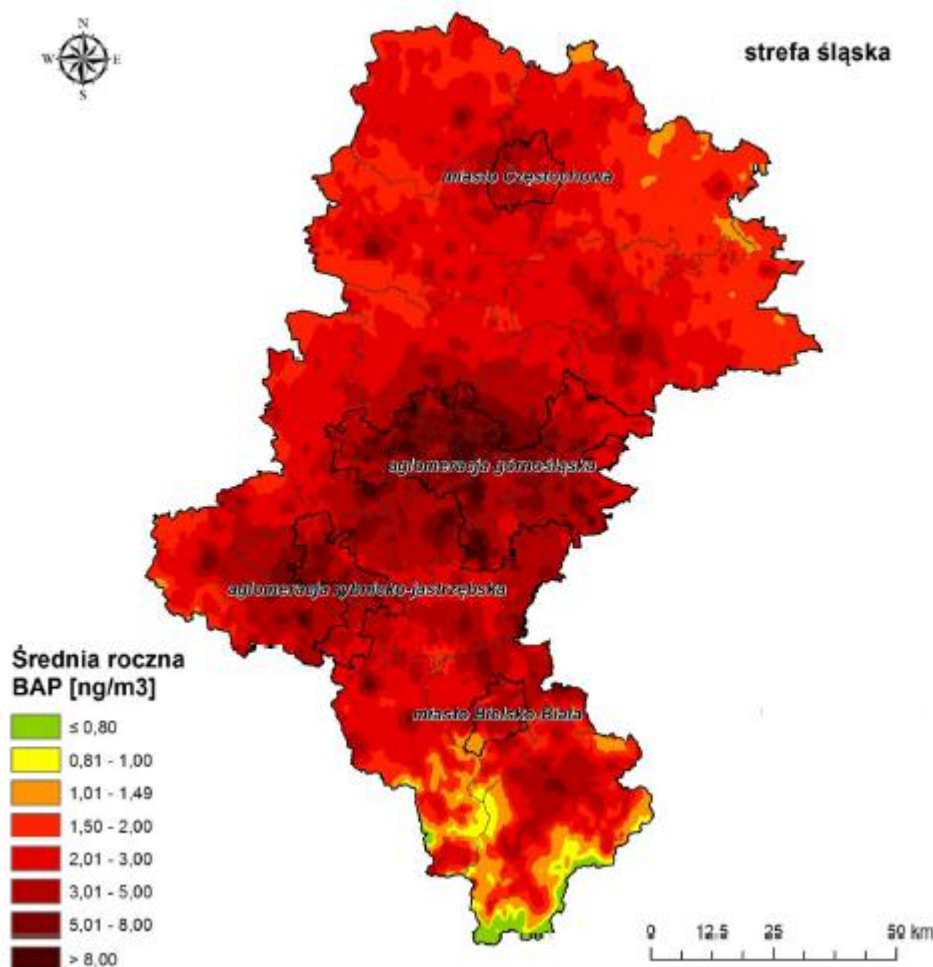 N
W E
S
strefa śląska
miasto Częstochowa
aglomeracja górnośląska
aglomeracja rybnicko-jastrzębska
miasto Bielsko-Biała
Średnia roczna
BAP [ng/m3]
≤ 0,80
0,81 - 1,00
1,01 - 1,49
1,50 - 2,00
2,01 - 3,00
3,01 - 5,00
5,01 - 8,00
> 8,00
0 12,5 25 50 km